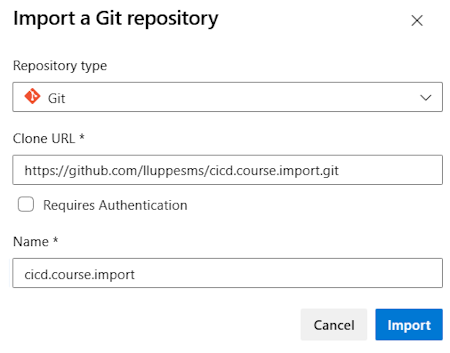 Import a Git repository
Repository type
Git
Clone URL *
https://github.com/lluppesms/cicd.course.import.git
Requires Authentication
Name *
cicd.course.import
Cancel Import